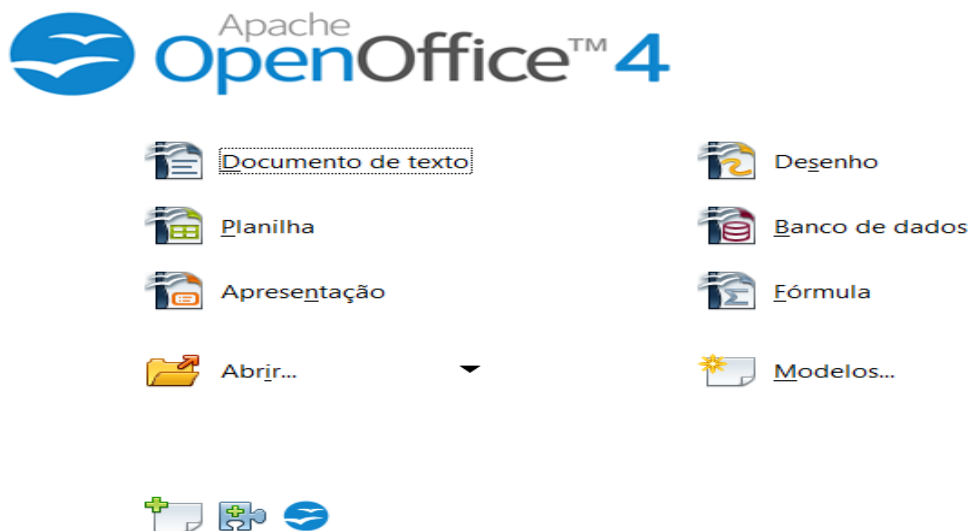 Apache
OpenOffice™ 4
Documento de texto
Desenho
Planilha
Banco de dados
Apresentação
Fórmula
Abrir...
Modelos...